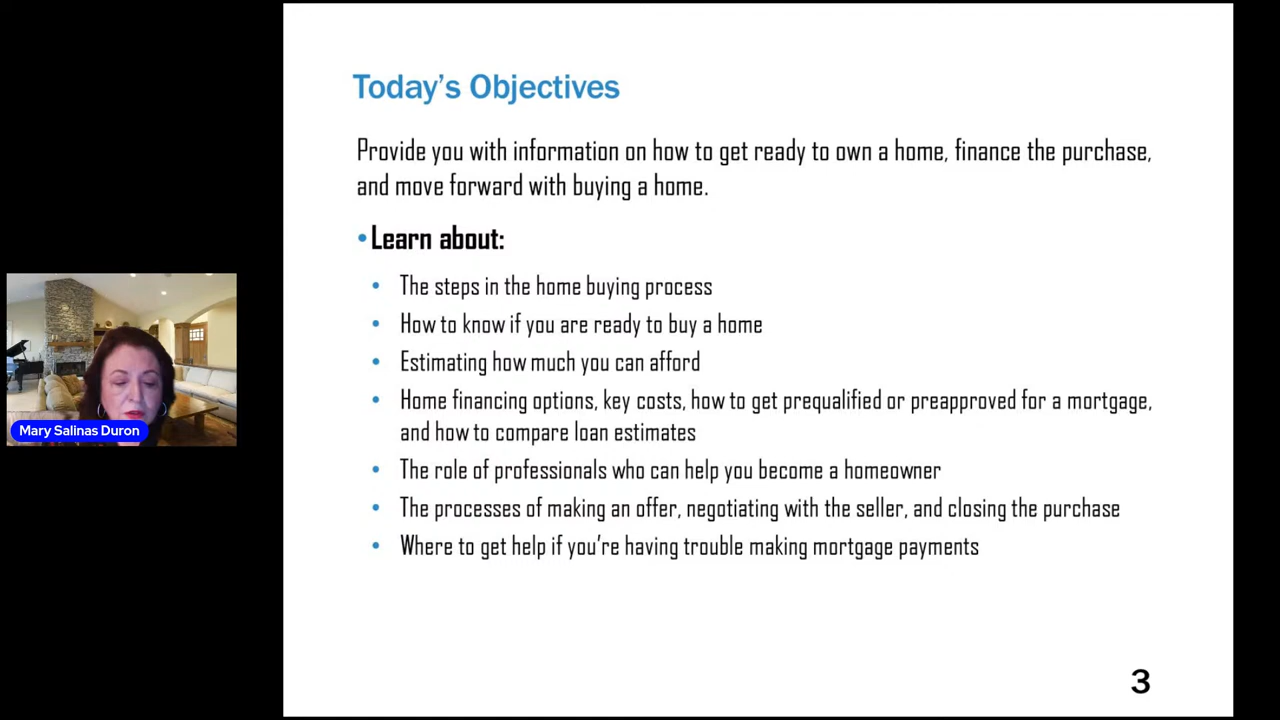 Today's Objectives
Provide you with information on how to get ready to own a home, finance the purchase,
and move forward with buying a home.
•Learn about:
• The steps in the home buying process
• How to know if you are ready to buy a home
• Estimating how much you can afford
• Home financing options, key costs, how to get prequalified or preapproved for a mortgage,
and how to compare loan estimates
• The role of professionals who can help you become a homeowner
• The processes of making an offer, negotiating with the seller, and closing the purchase
• Where to get help if you're having trouble making mortgage payments
Mary Salinas Duron
3